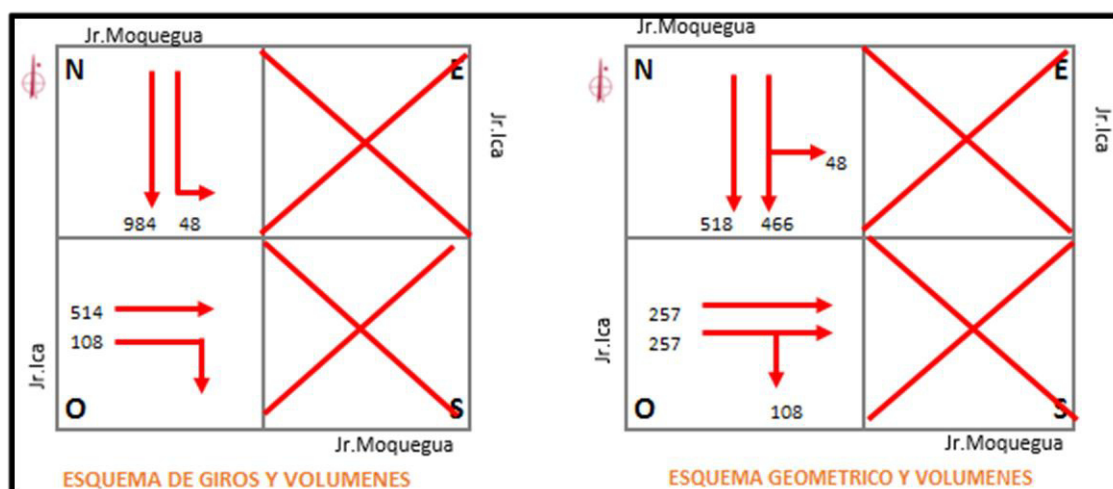 Jr.Moquegua
N
E
Jr.Ica
984 48
514
108
Jr.Ica
O
S
Jr.Moquegua
ESQUEMA DE GIROS Y VOLUMENES
Jr.Moquegua
N
E
Jr.Ica
48
518 466
257
257
Jr.Ica
O
108
S
Jr.Moquegua
ESQUEMA GEOMETRICO Y VOLUMENES